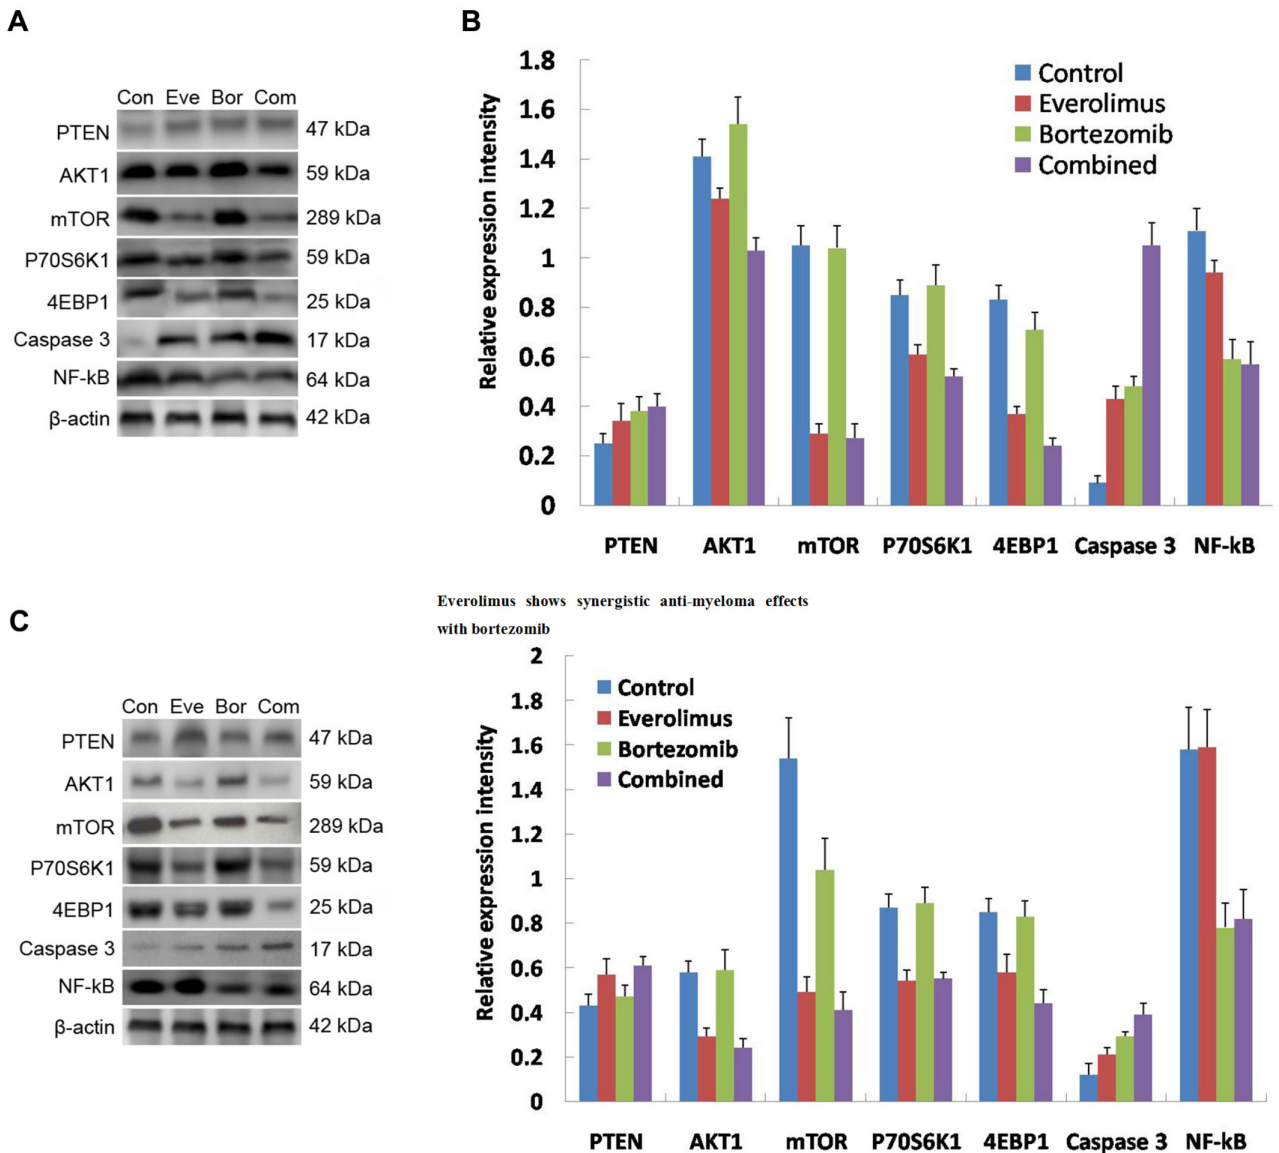 A
Con Eve Bor Com
PTEN 47 kDa
AKT1 59 kDa
mTOR 289 kDa
P70S6K1 59 kDa
4EBP1 25 kDa
Caspase 3 17 kDa
NF-kB 64 kDa
β-actin 42 kDa
B
Relative expression intensity
1.8
1.6
1.4
1.2
1
0.8
0.6
0.4
0.2
0
Control
Everolimus
Bortezomib
Combined
PTEN AKT1 mTOR P70S6K1 4EBP1 Caspase 3 NF-kB
C
Con Eve Bor Com
PTEN 47 kDa
AKT1 59 kDa
mTOR 289 kDa
P70S6K1 59 kDa
4EBP1 25 kDa
Caspase 3 17 kDa
NF-kB 64 kDa
β-actin 42 kDa
Everolimus shows synergistic anti-myeloma effects
with bortezomib
Relative expression intensity
2
1.8
1.6
1.4
1.2
1
0.8
0.6
0.4
0.2
0
Control
Everolimus
Bortezomib
Combined
PTEN AKT1 mTOR P70S6K1 4EBP1 Caspase 3 NF-kB